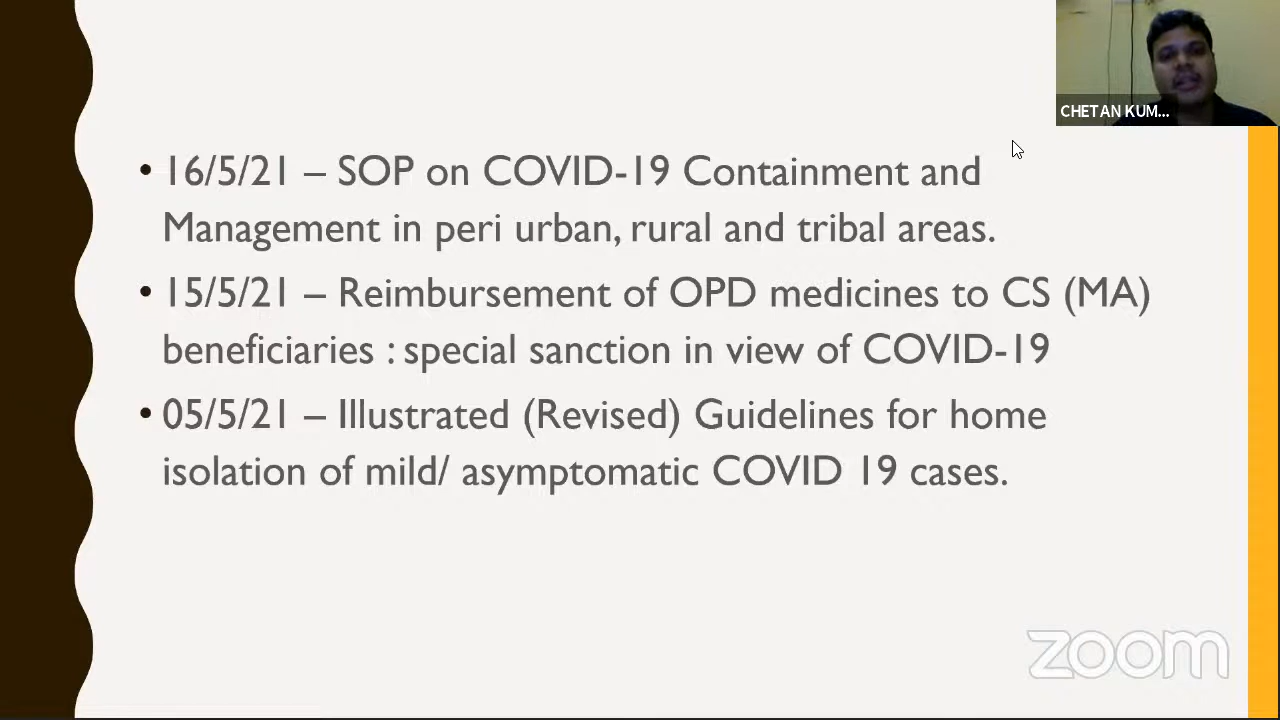 CHETAN KUM...
• 16/5/21 – SOP on COVID-19 Containment and
Management in peri urban, rural and tribal areas.
• 15/5/21 – Reimbursement of OPD medicines to CS (MA)
beneficiaries : special sanction in view of COVID-19
• 05/5/21 – Illustrated (Revised) Guidelines for home
isolation of mild/ asymptomatic COVID 19 cases.
zoom